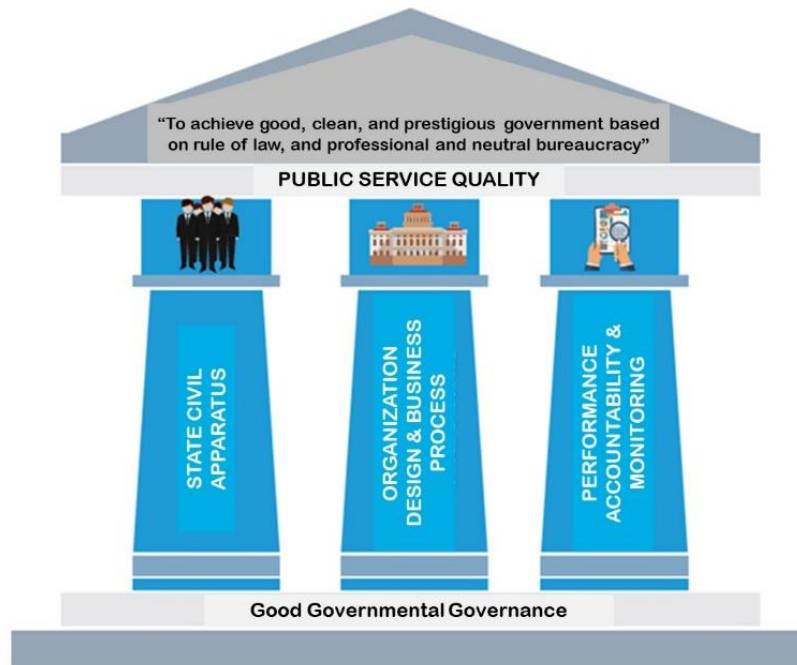 “To achieve good, clean, and prestigious government based
on rule of law, and professional and neutral bureaucracy”
PUBLIC SERVICE QUALITY
STATE CIVIL
APPARATUS
ORGANIZATION
DESIGN & BUSINESS
PROCESS
PERFORMANCE
ACCOUNTABILITY &
MONITORING
Good Governmental Governance